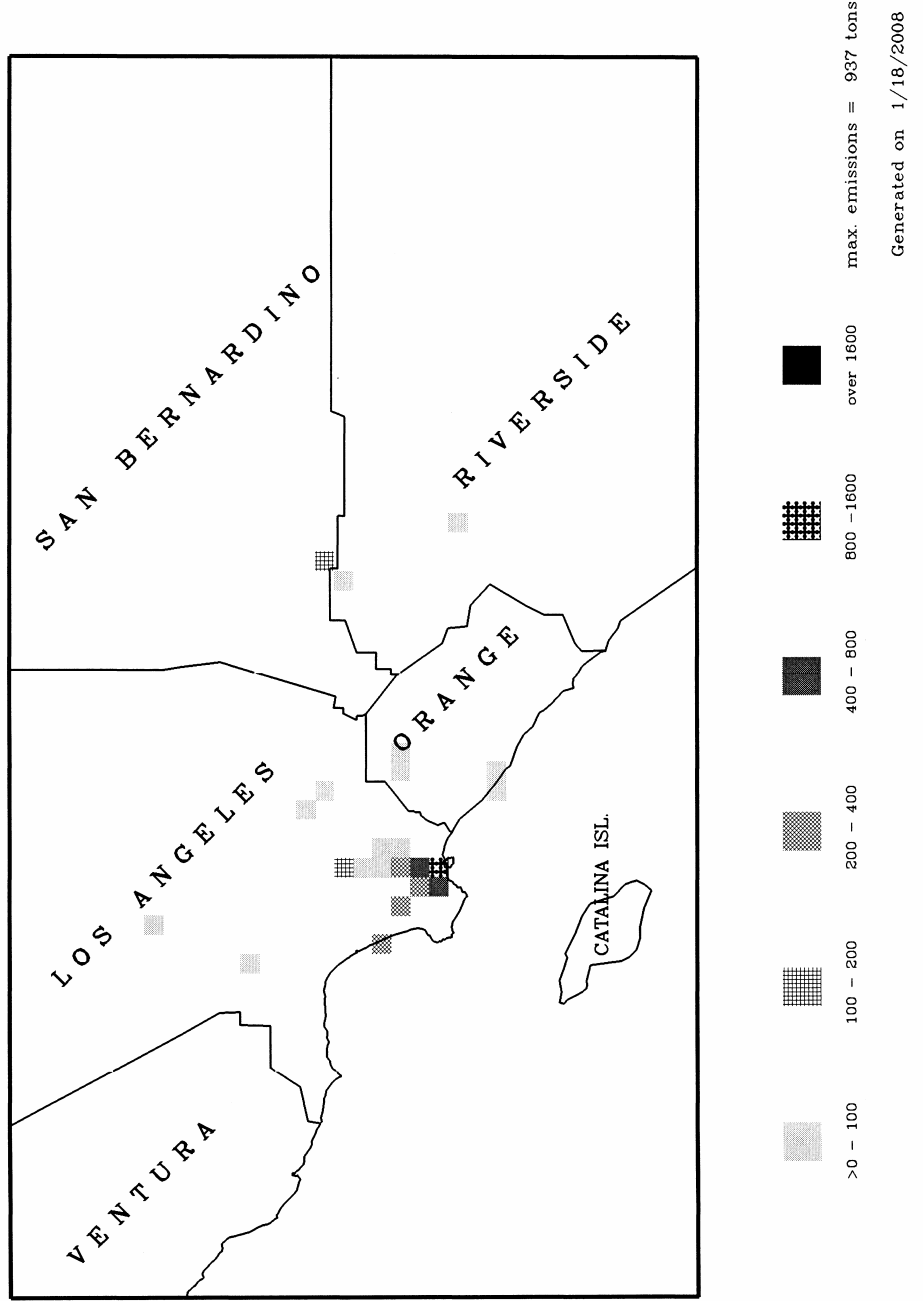 SAN BERNARDINO
LOS ANGELES
VENTURA
RIVERSIDE
ORANGE
CATALINA ISL.
>0 - 100
100 - 200
200 - 400
400 - 800
800 -1600
over 1600
max. emissions = 937 tons
Generated on 1/18/2008